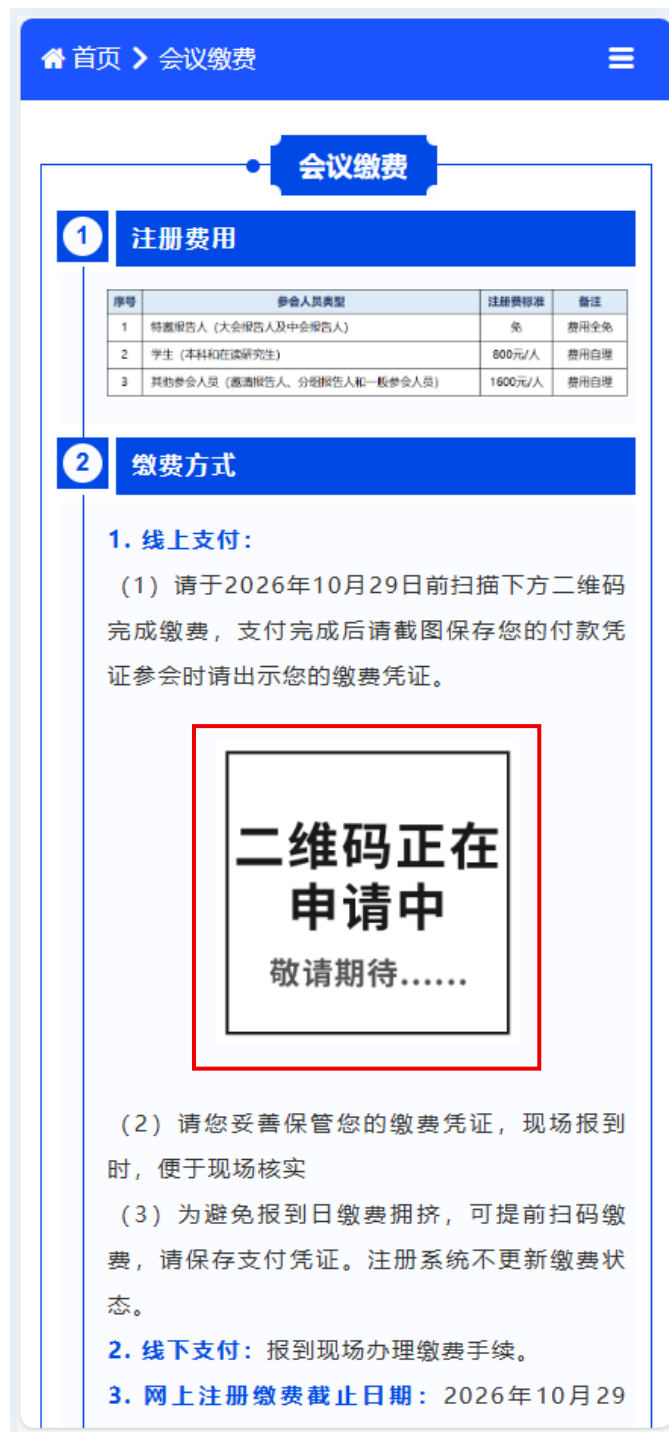 首页 会议缴费
会议缴费
1 注册费用
序号 参会人员类型 注册费标准 备注
1 特邀报告人（大会报告人及中会报告人） 免 费用全免
2 学生（本科和在读研究生） 800元/人 费用自理
3 其他参会人员（邀请报告人、分组报告人和一般参会人员） 1600元/人 费用自理
2 缴费方式
1. 线上支付：
（1）请于2026年10月29日前扫描下方二维码
完成缴费，支付完成后请截图保存您的付款凭
证参会时请出示您的缴费凭证。
二维码正在
申请中
敬请期待......
（2）请您妥善保管您的缴费凭证，现场报到
时，便于现场核实
（3）为避免报到日缴费拥挤，可提前扫码缴
费，请保存支付凭证。注册系统不更新缴费状
态。
2. 线下支付：报到现场办理缴费手续。
3. 网上注册缴费截止日期：2026年10月29